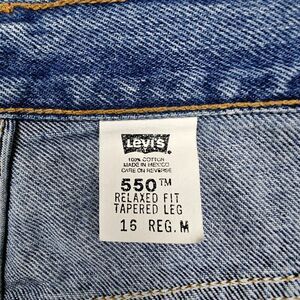 LEVI'S
100% COTTON
MADE IN MEXICO
CARE ON REVERSE
550™
RELAXED FIT
TAPERED LEG
16 REG. M